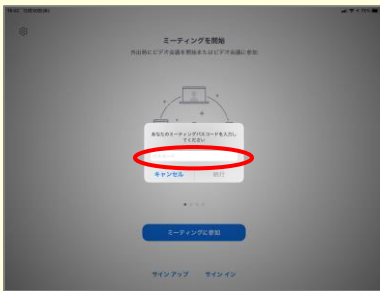 ミーティングを開始
外出時にビデオ会議を開始またはビデオ会議に参加
あなたのミーティングパスコードを入力し
てください
キャンセル
続行
ミーティングに参加
サインアップ サインイン